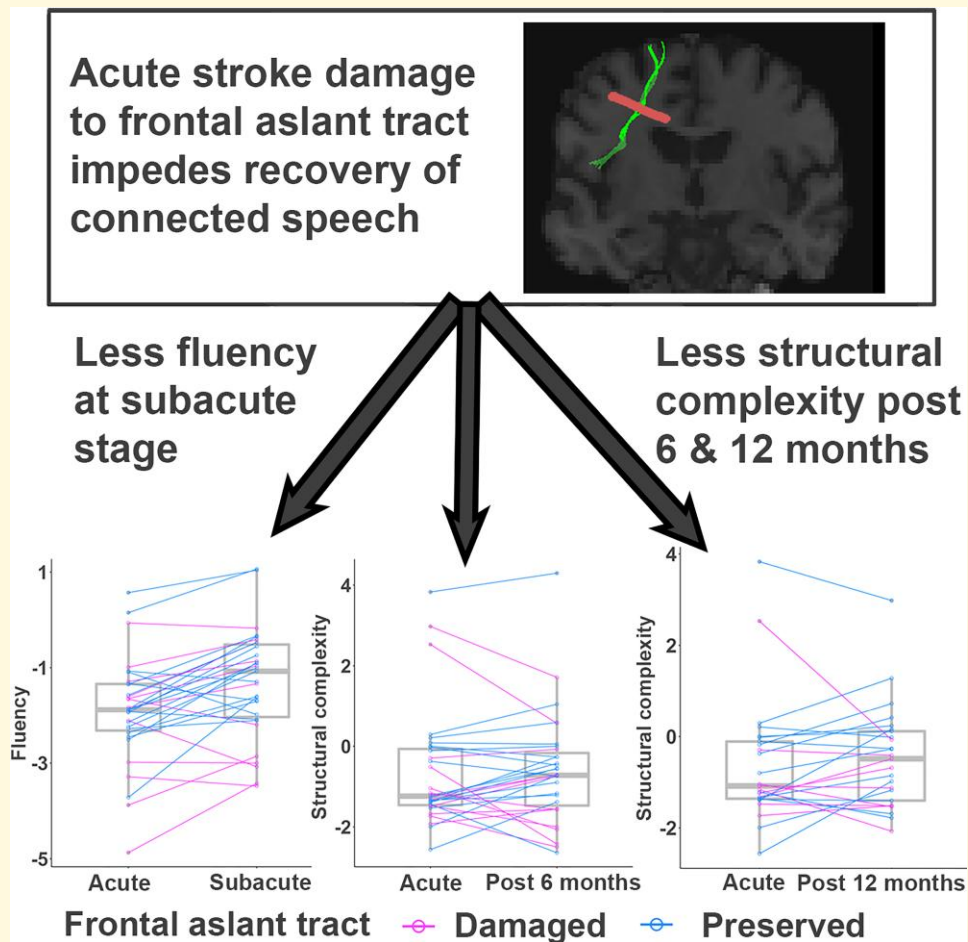 Acute stroke damage
to frontal aslant tract
impedes recovery of
connected speech
Less fluency
at subacute
stage
Less structural
complexity post
6 & 12 months
Fluency
1
-1
-3
-5
Acute Subacute
Structural complexity
4
2
0
-2
Acute Post 6 months
Structural complexity
4
2
0
-2
Acute Post 12 months
Frontal aslant tract Damaged Preserved